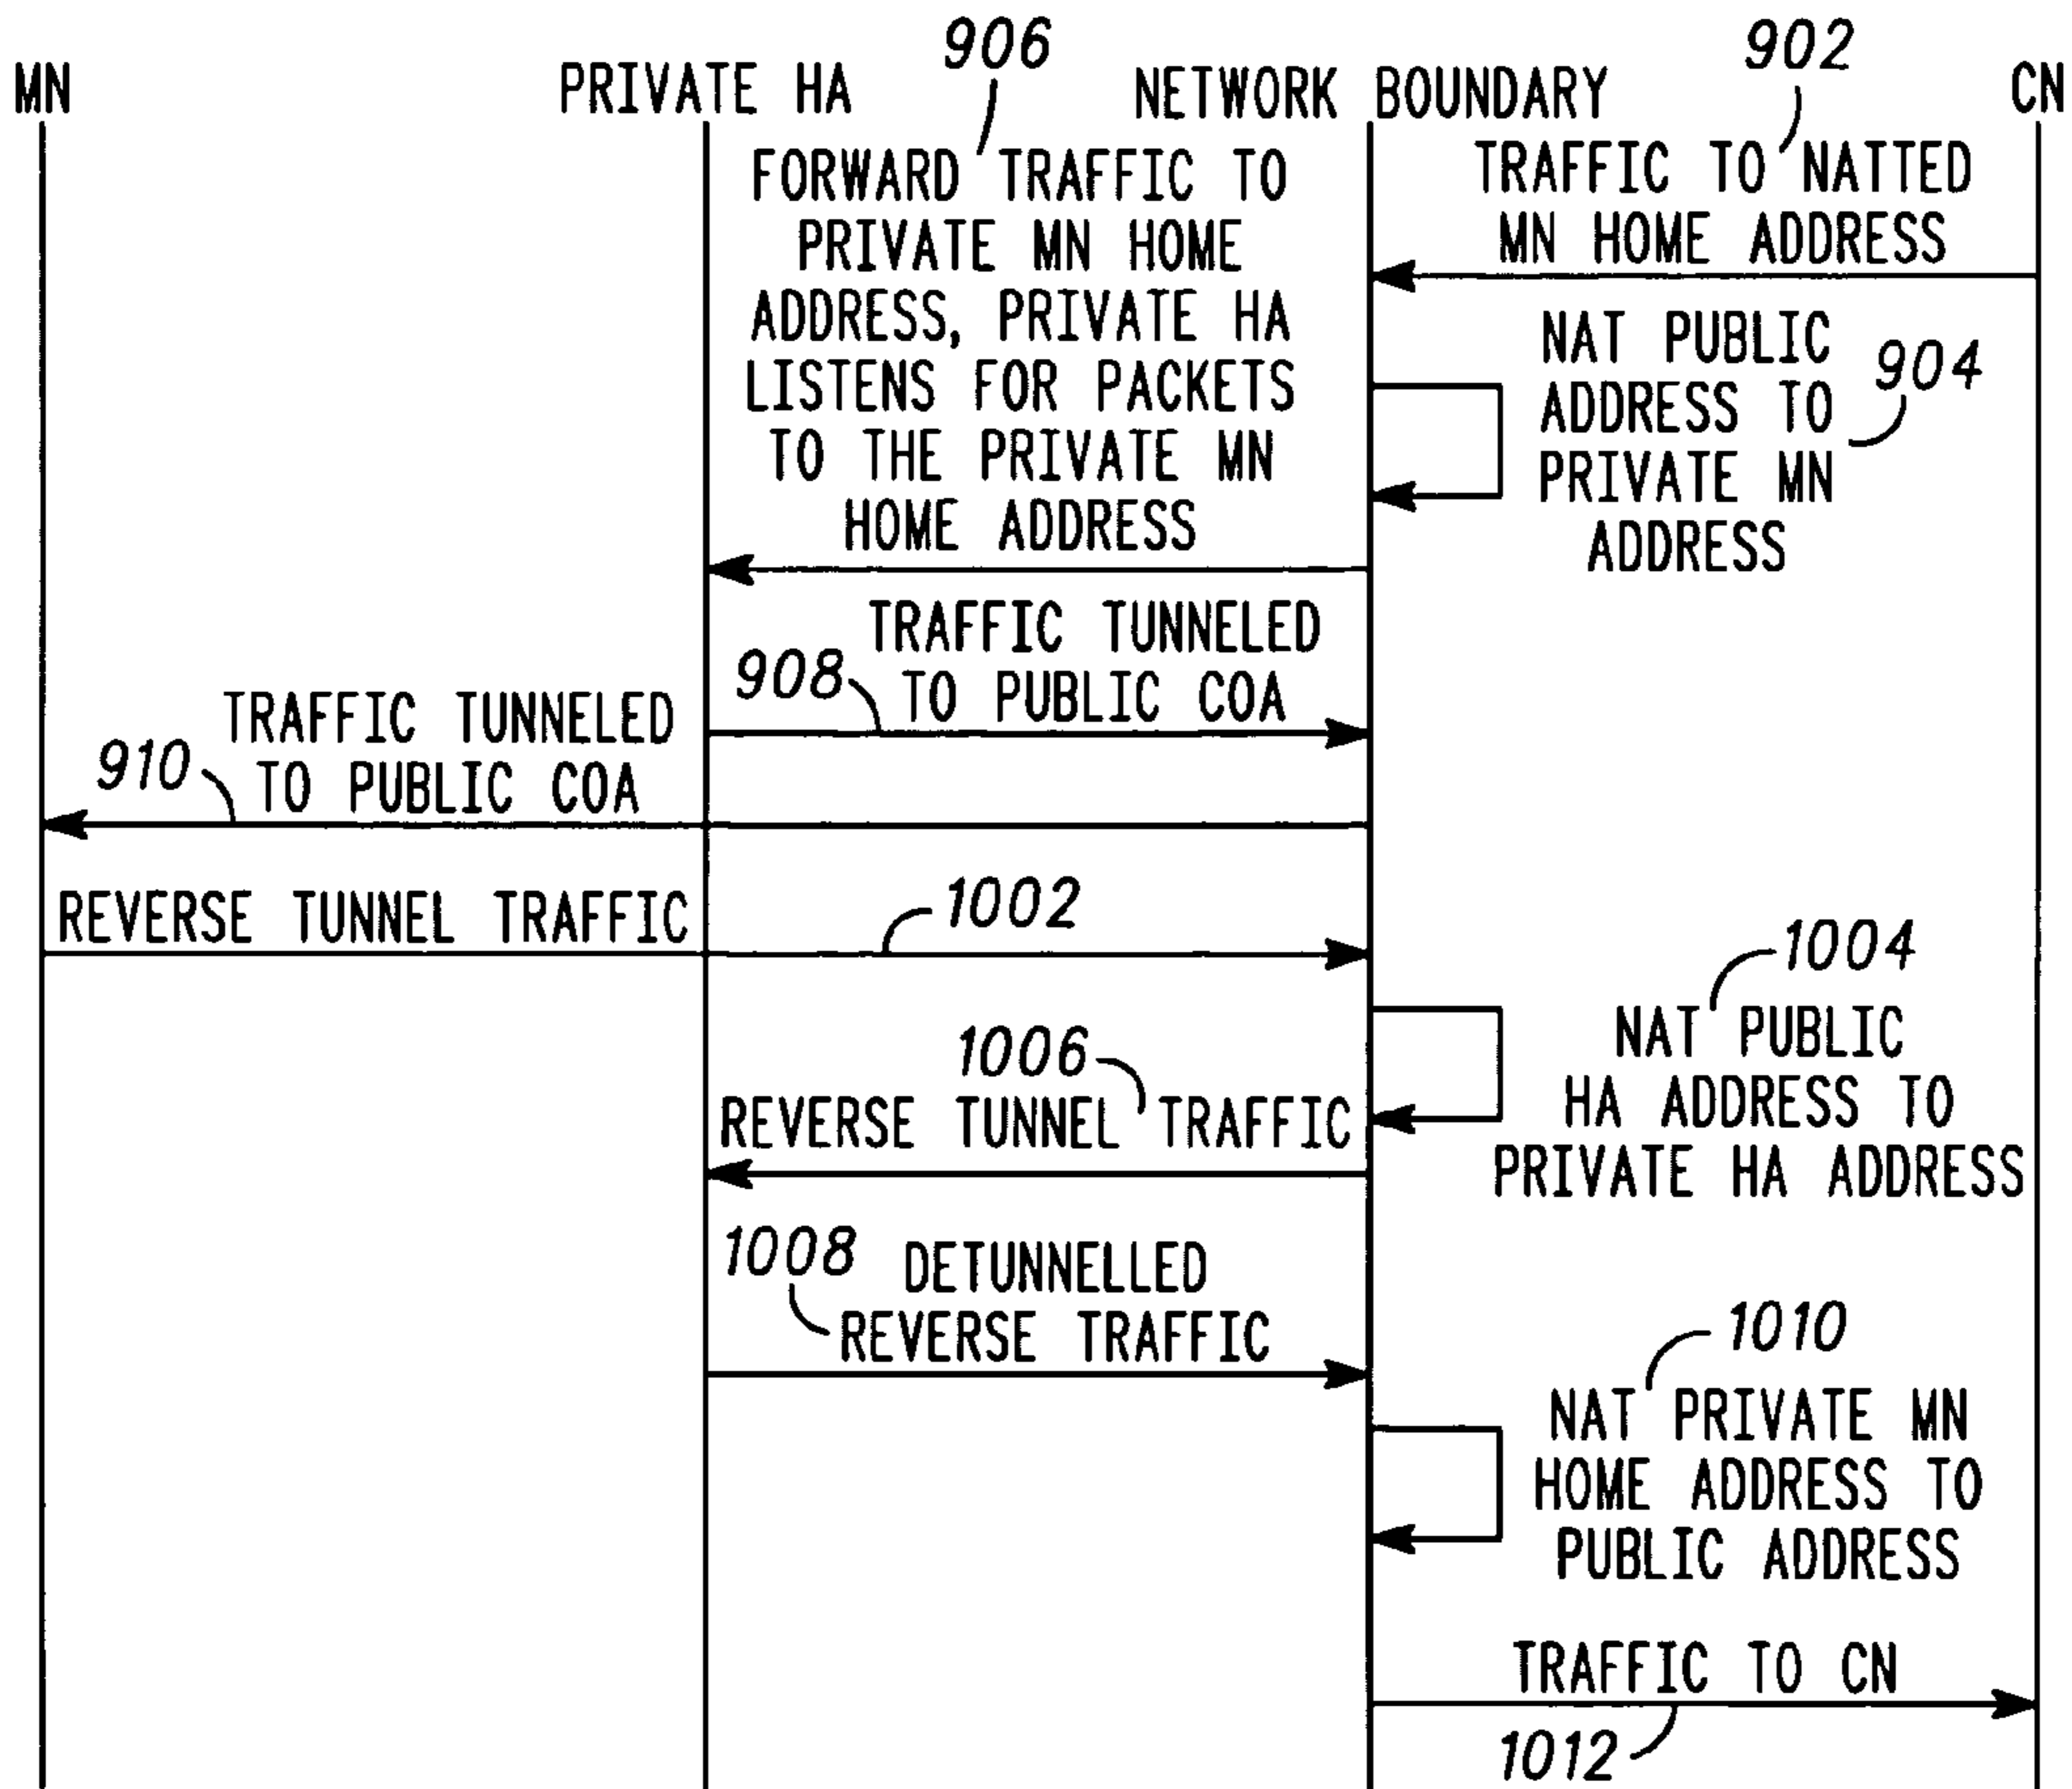 906
902
MN
PRIVATE HA
NETWORK BOUNDARY
CN
FORWARD TRAFFIC TO
PRIVATE MN HOME
ADDRESS, PRIVATE HA
LISTENS FOR PACKETS
TO THE PRIVATE MN
HOME ADDRESS
TRAFFIC TO NATTED
MN HOME ADDRESS
NAT PUBLIC
ADDRESS TO
PRIVATE MN
ADDRESS
904
TRAFFIC TUNNELED
TO PUBLIC COA
908
TRAFFIC TUNNELED
TO PUBLIC COA
910
REVERSE TUNNEL TRAFFIC
1002
1004
NAT PUBLIC
HA ADDRESS TO
PRIVATE HA ADDRESS
1006
REVERSE TUNNEL TRAFFIC
1008
DETUNNELLED
REVERSE TRAFFIC
1010
NAT PRIVATE MN
HOME ADDRESS TO
PUBLIC ADDRESS
TRAFFIC TO CN
1012